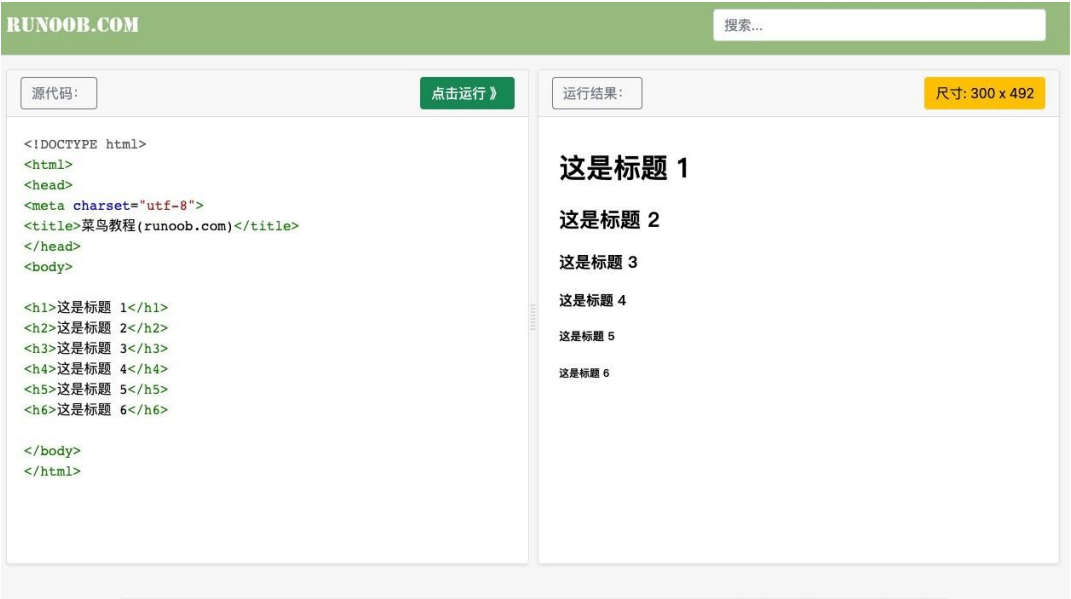 RUNOOB.COM
搜索...
源代码：
点击运行 》
<!DOCTYPE html>
<html>
<head>
<meta charset="utf-8">
<title>菜鸟教程(runoob.com)</title>
</head>
<body>
<h1>这是标题 1</h1>
<h2>这是标题 2</h2>
<h3>这是标题 3</h3>
<h4>这是标题 4</h4>
<h5>这是标题 5</h5>
<h6>这是标题 6</h6>
</body>
</html>
运行结果：
尺寸: 300 x 492
这是标题 1
这是标题 2
这是标题 3
这是标题 4
这是标题 5
这是标题 6